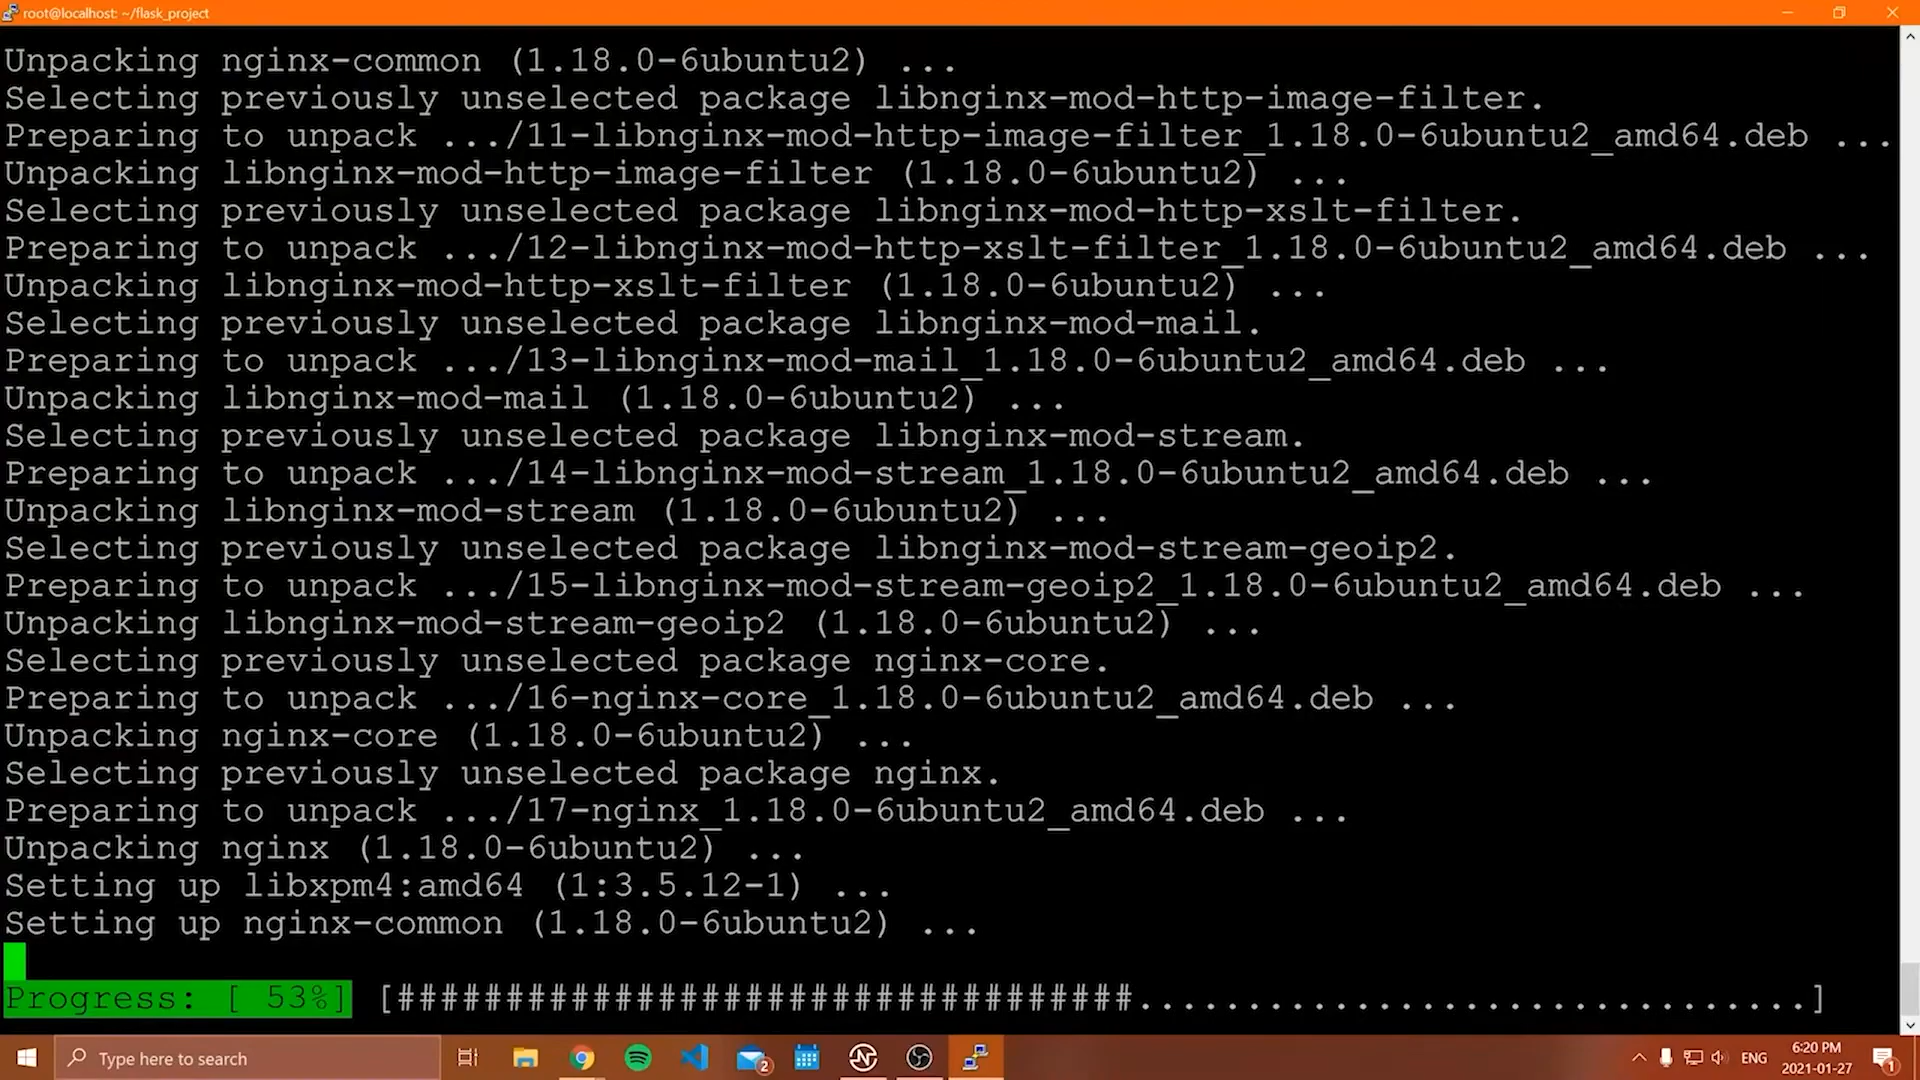 root@localhost: ~/flask_project
Unpacking nginx-common (1.18.0-6ubuntu2) ...
Selecting previously unselected package libnginx-mod-http-image-filter.
Preparing to unpack .../11-libnginx-mod-http-image-filter_1.18.0-6ubuntu2_amd64.deb ...
Unpacking libnginx-mod-http-image-filter (1.18.0-6ubuntu2) ...
Selecting previously unselected package libnginx-mod-http-xslt-filter.
Preparing to unpack .../12-libnginx-mod-http-xslt-filter_1.18.0-6ubuntu2_amd64.deb ...
Unpacking libnginx-mod-http-xslt-filter (1.18.0-6ubuntu2) ...
Selecting previously unselected package libnginx-mod-mail.
Preparing to unpack .../13-libnginx-mod-mail_1.18.0-6ubuntu2_amd64.deb ...
Unpacking libnginx-mod-mail (1.18.0-6ubuntu2) ...
Selecting previously unselected package libnginx-mod-stream.
Preparing to unpack .../14-libnginx-mod-stream_1.18.0-6ubuntu2_amd64.deb ...
Unpacking libnginx-mod-stream (1.18.0-6ubuntu2) ...
Selecting previously unselected package libnginx-mod-stream-geoip2.
Preparing to unpack .../15-libnginx-mod-stream-geoip2_1.18.0-6ubuntu2_amd64.deb ...
Unpacking libnginx-mod-stream-geoip2 (1.18.0-6ubuntu2) ...
Selecting previously unselected package nginx-core.
Preparing to unpack .../16-nginx-core_1.18.0-6ubuntu2_amd64.deb ...
Unpacking nginx-core (1.18.0-6ubuntu2) ...
Selecting previously unselected package nginx.
Preparing to unpack .../17-nginx_1.18.0-6ubuntu2_amd64.deb ...
Unpacking nginx (1.18.0-6ubuntu2) ...
Setting up libxpm4:amd64 (1:3.5.12-1) ...
Setting up nginx-common (1.18.0-6ubuntu2) ...
Progress: [ 53%] [##################################...............................]
Type here to search
2
ENG
6:20 PM
2021-01-27
1